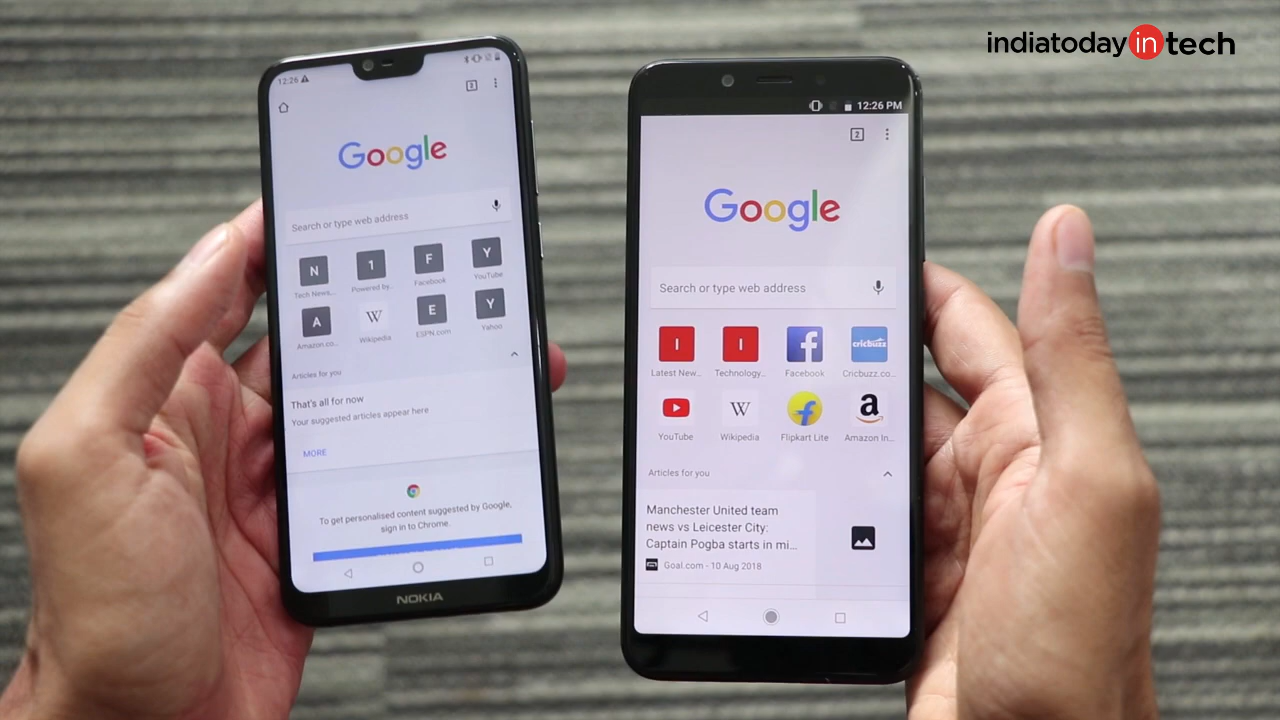 indiatoday in tech
12:26
2
Google
Search or type web address
N
1
F
Y
Tech News...
Powered by..
Facebook
YouTube
A
W
E
Y
Amazon.co..
Wikipedia
ESPN.com
Yahoo
Articles for you
That's all for now
Your suggested articles appear here
MORE
To get personalised content suggested by Google,
sign in to Chrome.
NOKIA
12:26 PM
2
Google
Search or type web address
I
I
f
cricbuzz
Latest New...
Technology...
Facebook
Cricbuzz.co...
W
f
a
YouTube
Wikipedia
Flipkart Lite
Amazon In...
Articles for you
Manchester United team
news vs Leicester City:
Captain Pogba starts in mi...
Goal.com - 10 Aug 2018